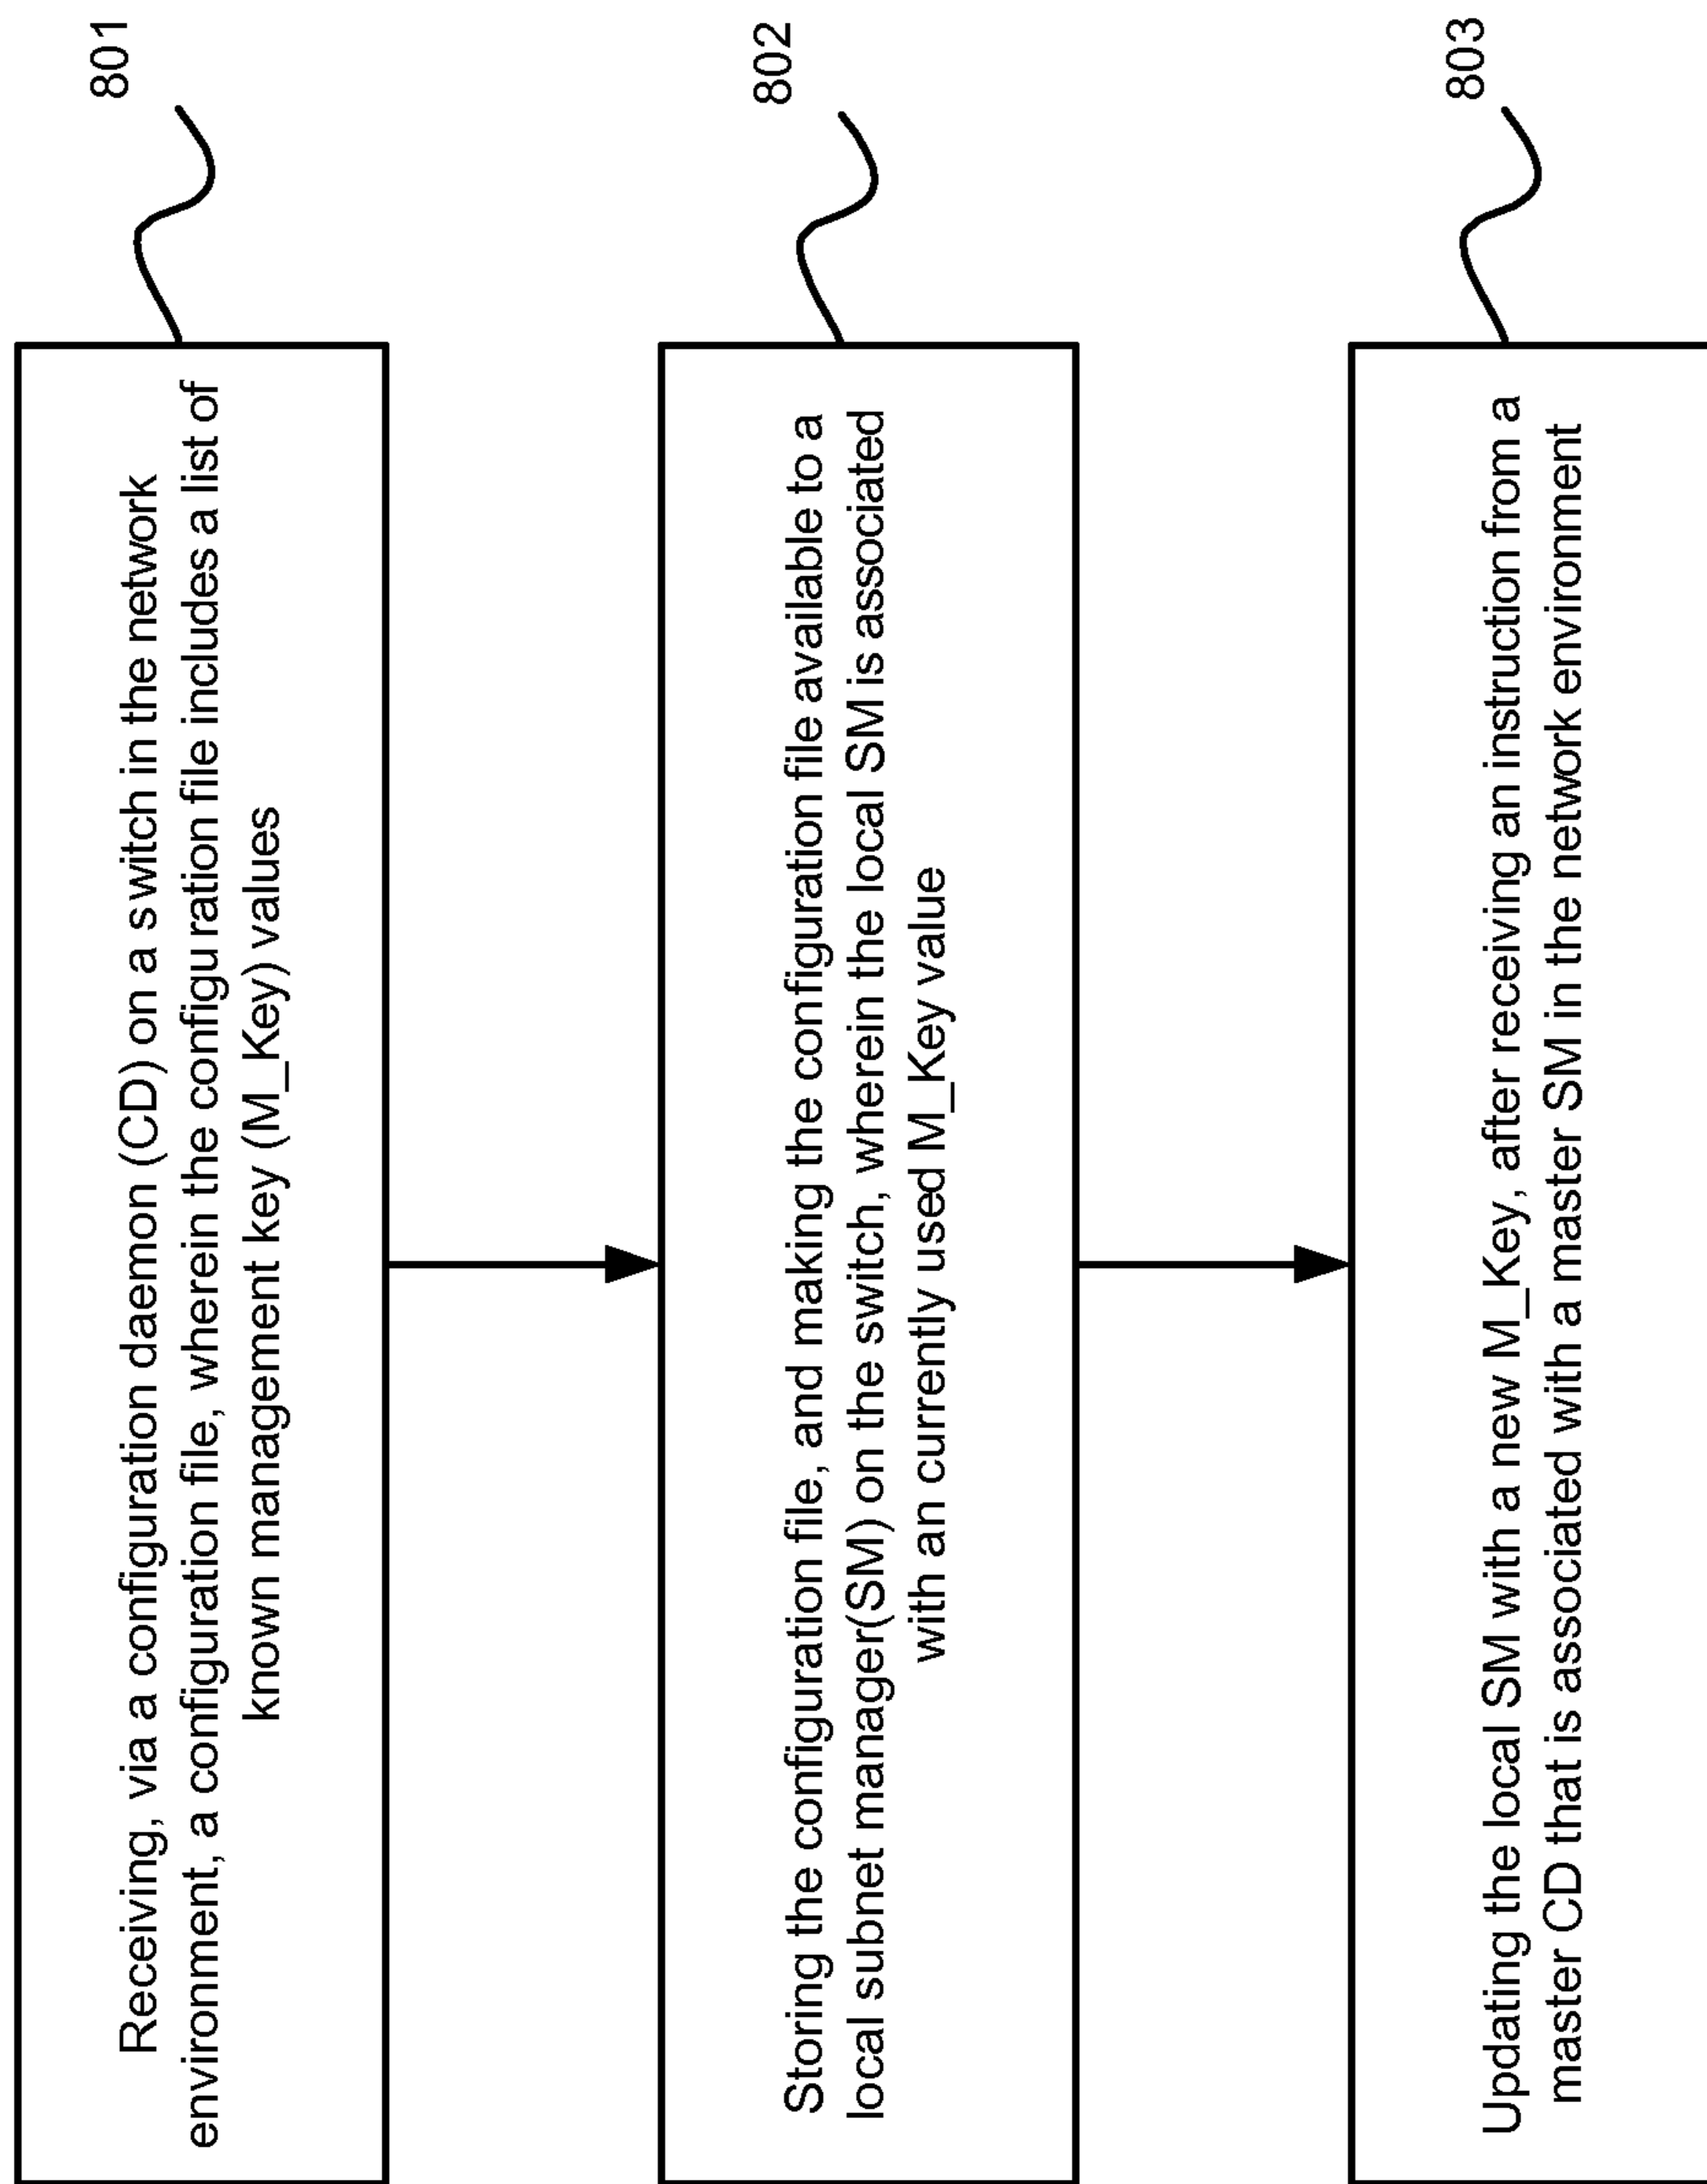 801
Receiving, via a configuration daemon (CD) on a switch in the network
environment, a configuration file, wherein the configuration file includes a list of
known management key (M_Key) values
802
Storing the configuration file, and making the configuration file available to a
local subnet manager(SM) on the switch, wherein the local SM is associated
with an currently used M_Key value
803
Updating the local SM with a new M_Key, after receiving an instruction from a
master CD that is associated with a master SM in the network environment